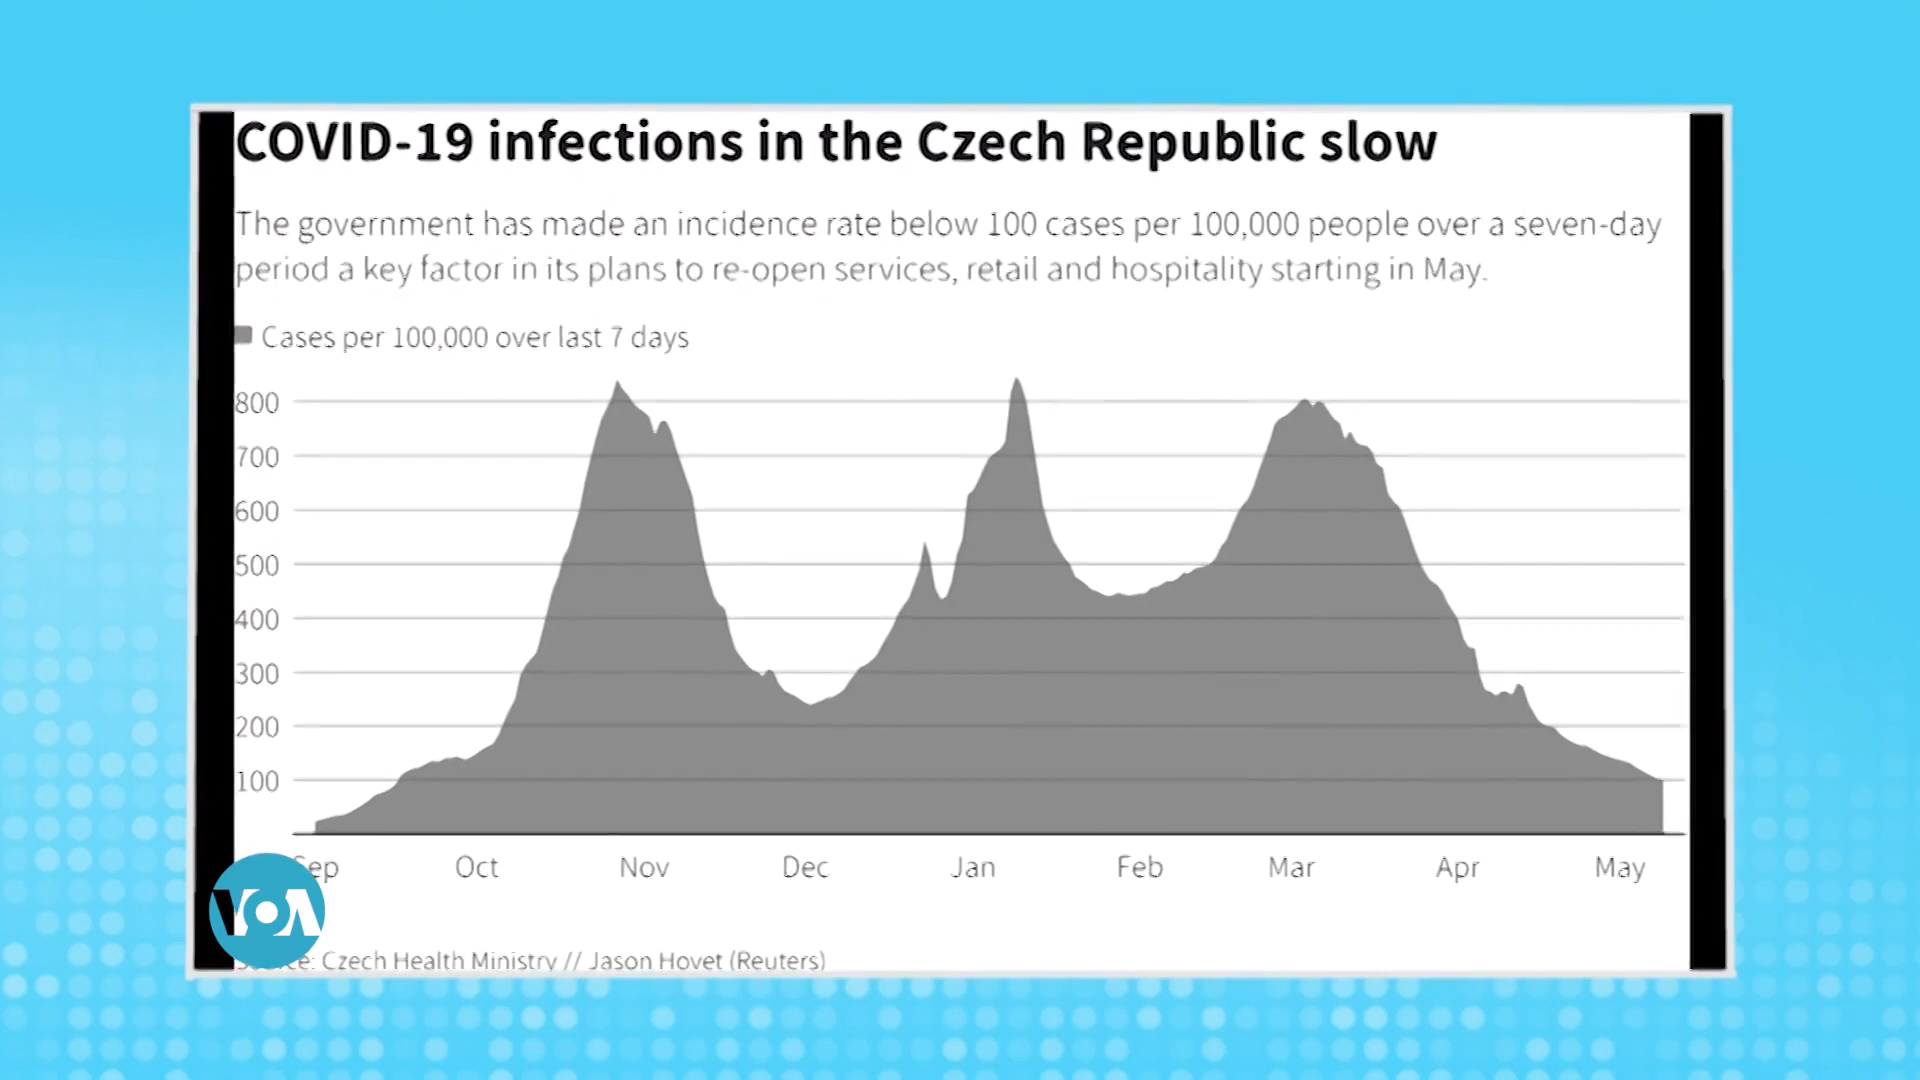 COVID-19 infections in the Czech Republic slow
The government has made an incidence rate below 100 cases per 100,000 people over a seven-day
period a key factor in its plans to re-open services, retail and hospitality starting in May.
Cases per 100,000 over last 7 days
800
700
600
500
400
300
200
100
Sep Oct Nov Dec Jan Feb Mar Apr May
VOA
Source: Czech Health Ministry // Jason Hovet (Reuters)